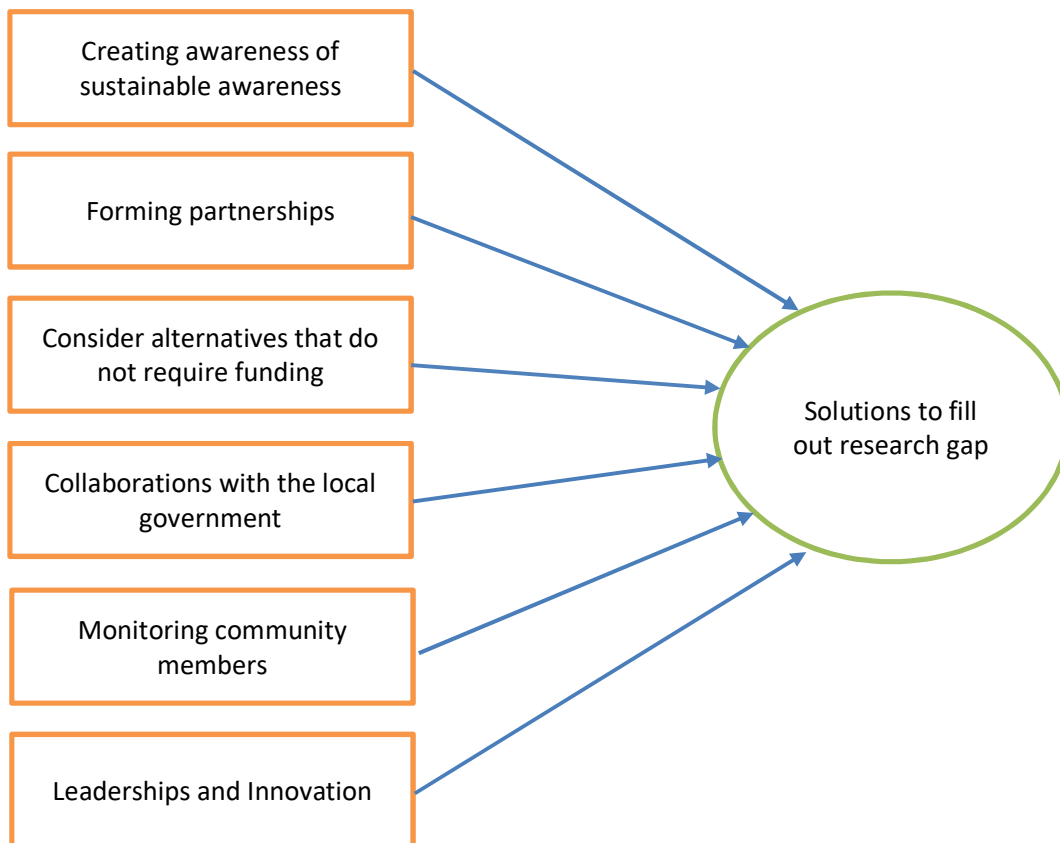 Creating awareness of
sustainable awareness
Forming partnerships
Consider alternatives that do
not require funding
Solutions to fill
out research gap
Collaborations with the local
government
Monitoring community
members
Leaderships and Innovation